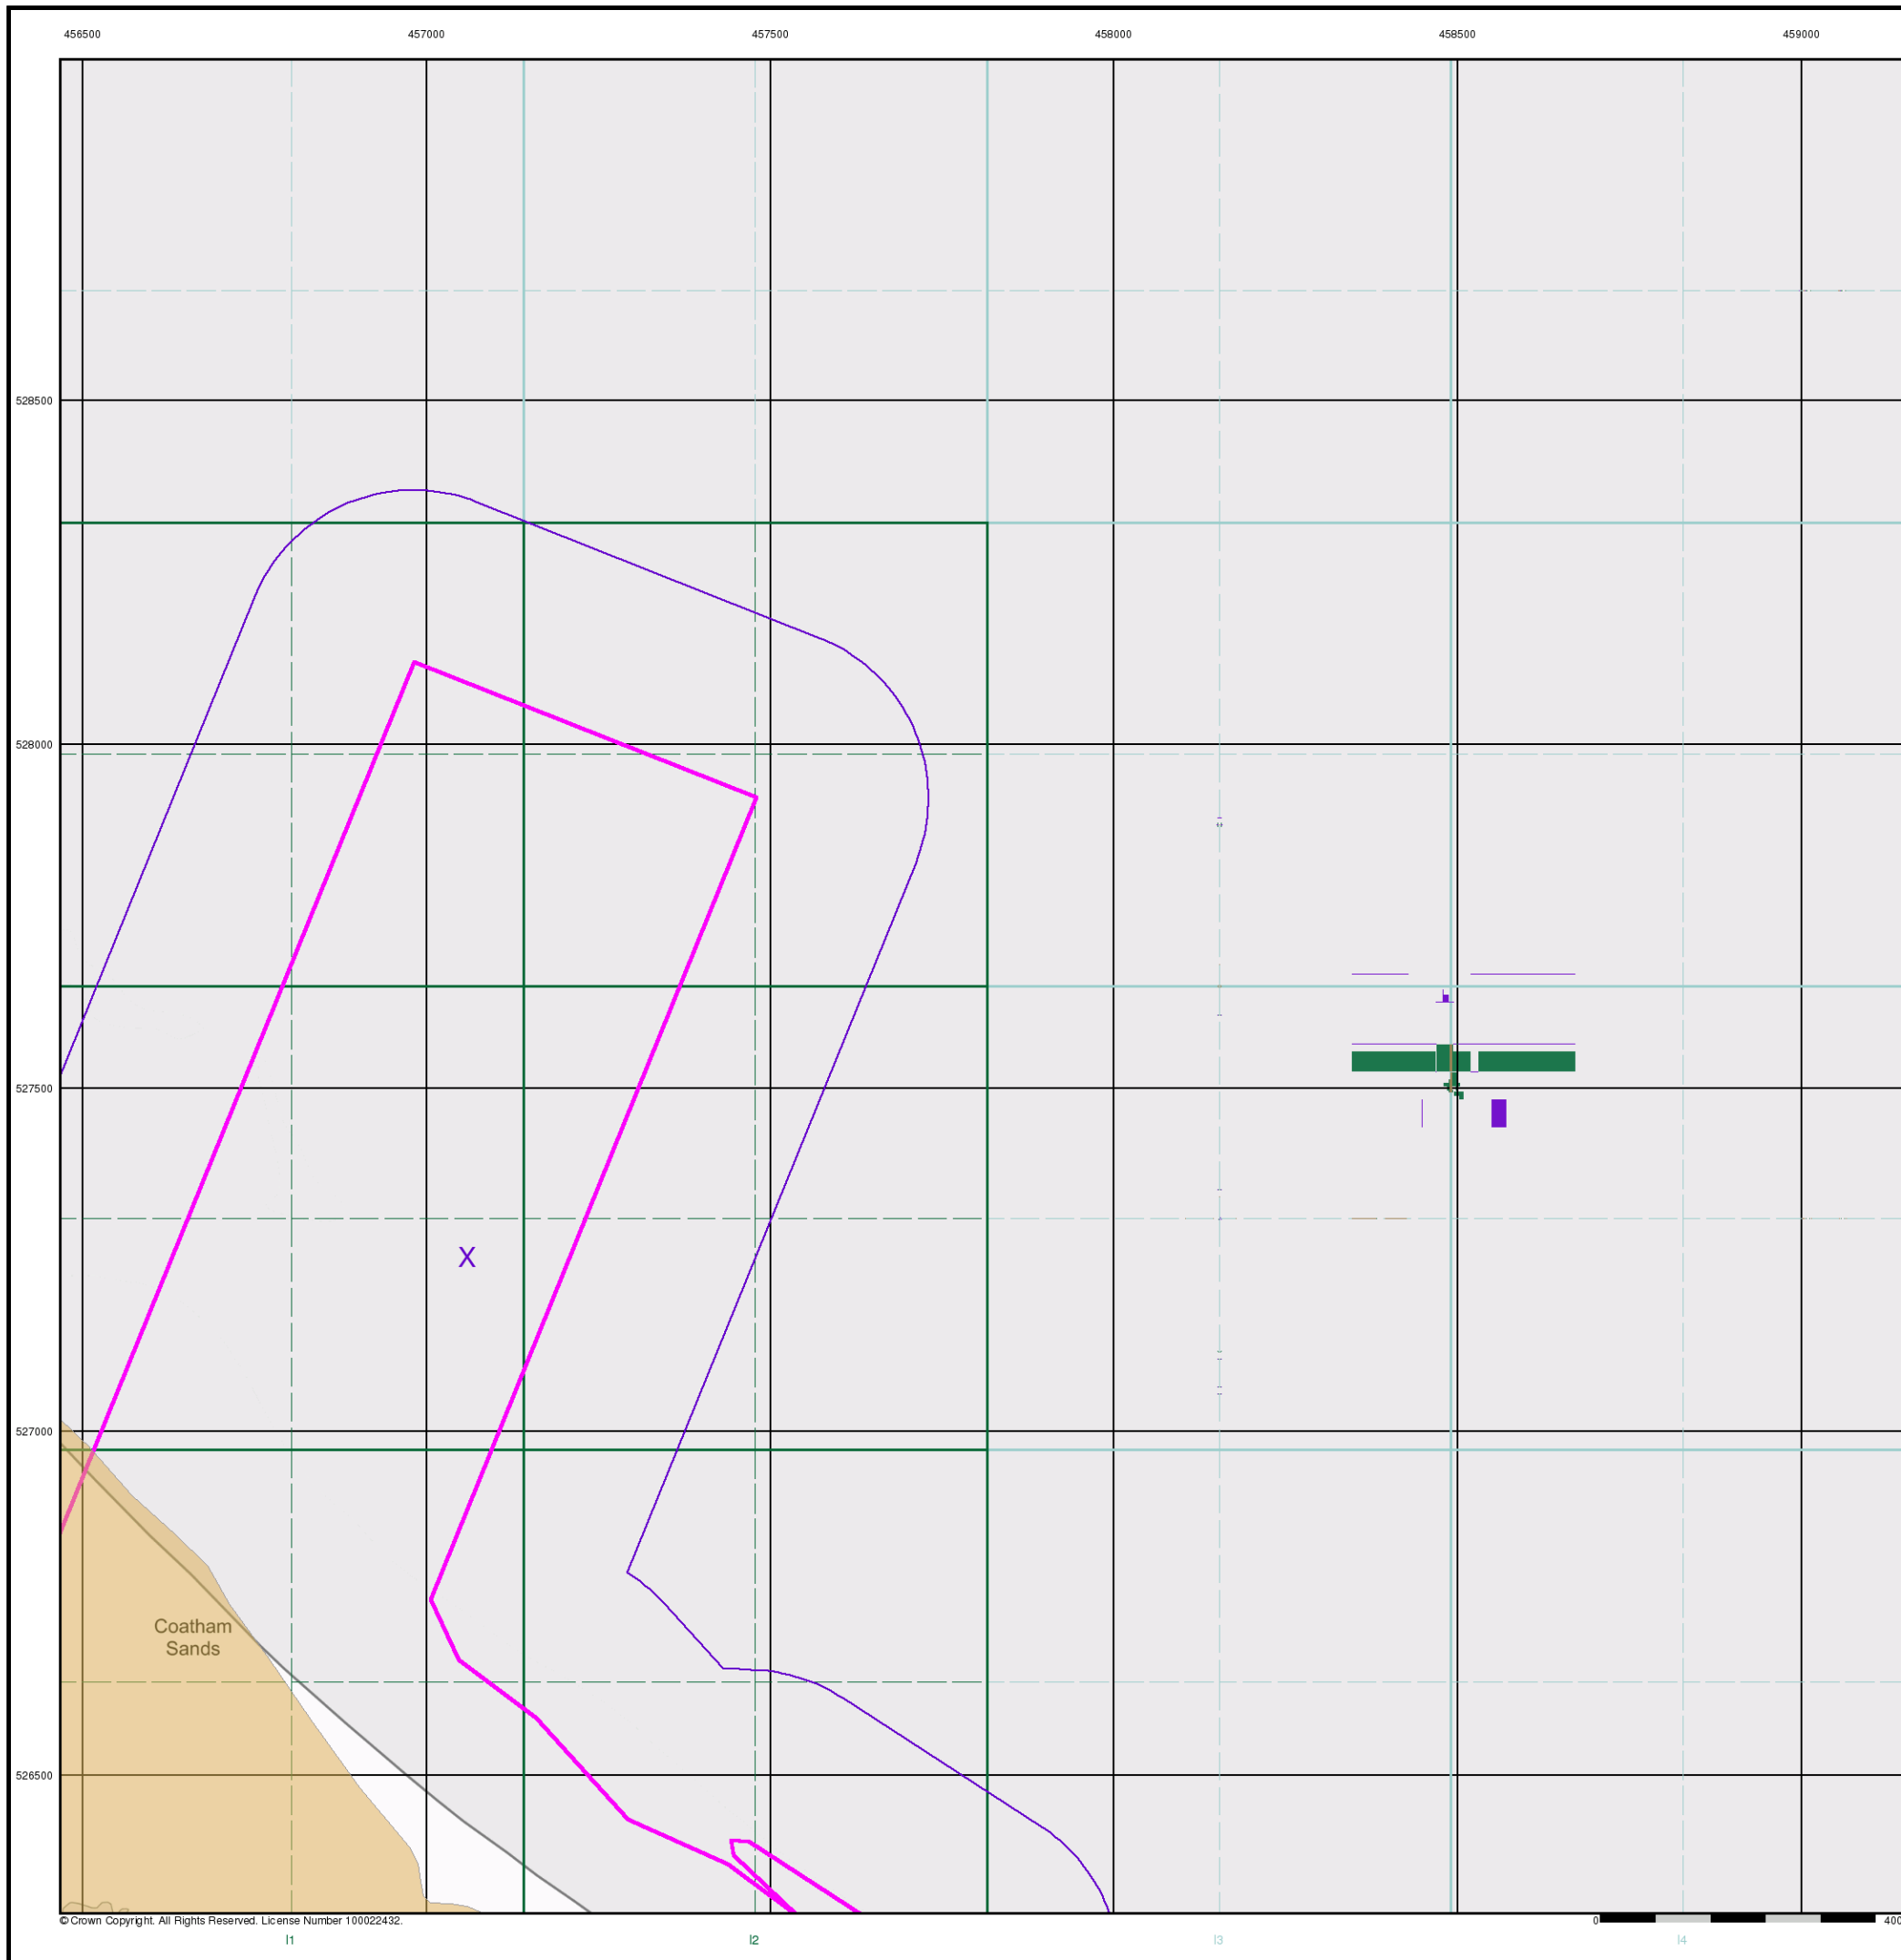 456500 457000 457500 458000 458500 459000
528500
528000
527500
X
527000
Coatham
Sands
526500
© Crown Copyright. All Rights Reserved. License Number 100022432.
0 400
I1 I2 I3 I4